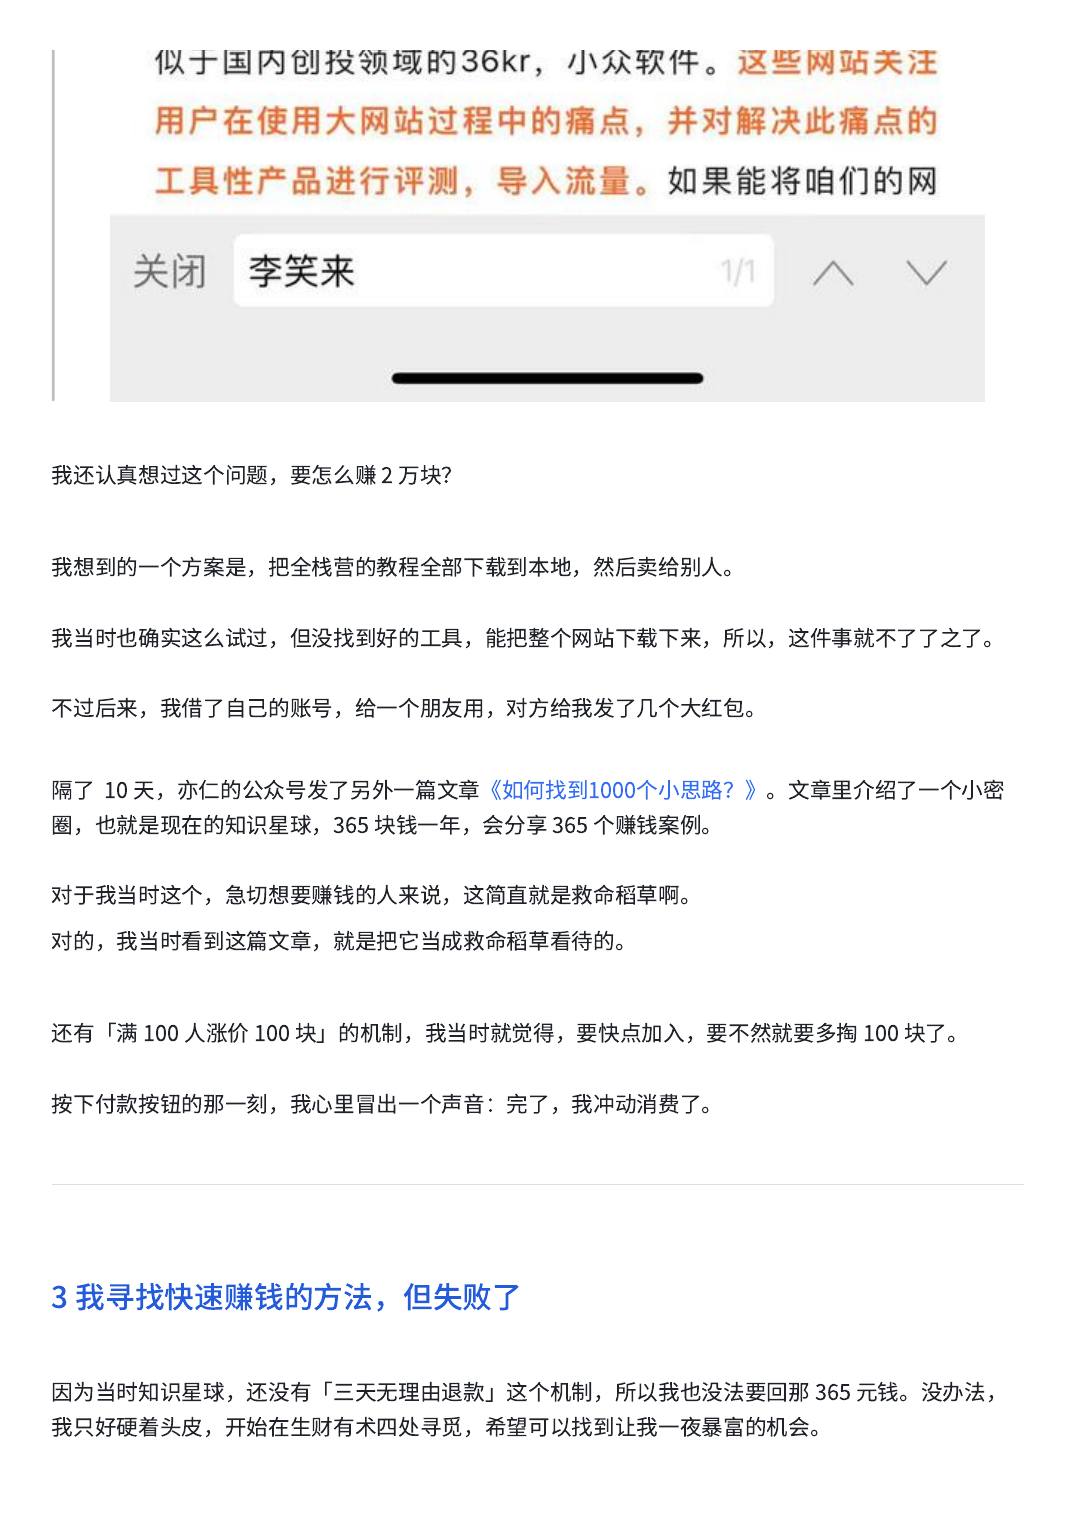 似于国内创投领域的36kr，小众软件。这些网站关注
用户在使用大网站过程中的痛点，并对解决此痛点的
工具性产品进行评测，导入流量。如果能将咱们的网
关闭 李笑来 1/1
我还认真想过这个问题，要怎么赚 2 万块？
我想到的一个方案是，把全栈营的教程全部下载到本地，然后卖给别人。
我当时也确实这么试过，但没找到好的工具，能把整个网站下载下来，所以，这件事就不了了之了。
不过后来，我借了自己的账号，给一个朋友用，对方给我发了几个大红包。
隔了 10 天，亦仁的公众号发了另外一篇文章《如何找到1000个小思路？》。文章里介绍了一个小密
圈，也就是现在的知识星球，365 块钱一年，会分享 365 个赚钱案例。
对于我当时这个，急切想要赚钱的人来说，这简直就是救命稻草啊。
对的，我当时看到这篇文章，就是把它当成救命稻草看待的。
还有「满 100 人涨价 100 块」的机制，我当时就觉得，要快点加入，要不然就要多掏 100 块了。
按下付款按钮的那一刻，我心里冒出一个声音：完了，我冲动消费了。
3 我寻找快速赚钱的方法，但失败了
因为当时知识星球，还没有「三天无理由退款」这个机制，所以我也没法要回那 365 元钱。没办法，
我只好硬着头皮，开始在生财有术四处寻觅，希望可以找到让我一夜暴富的机会。